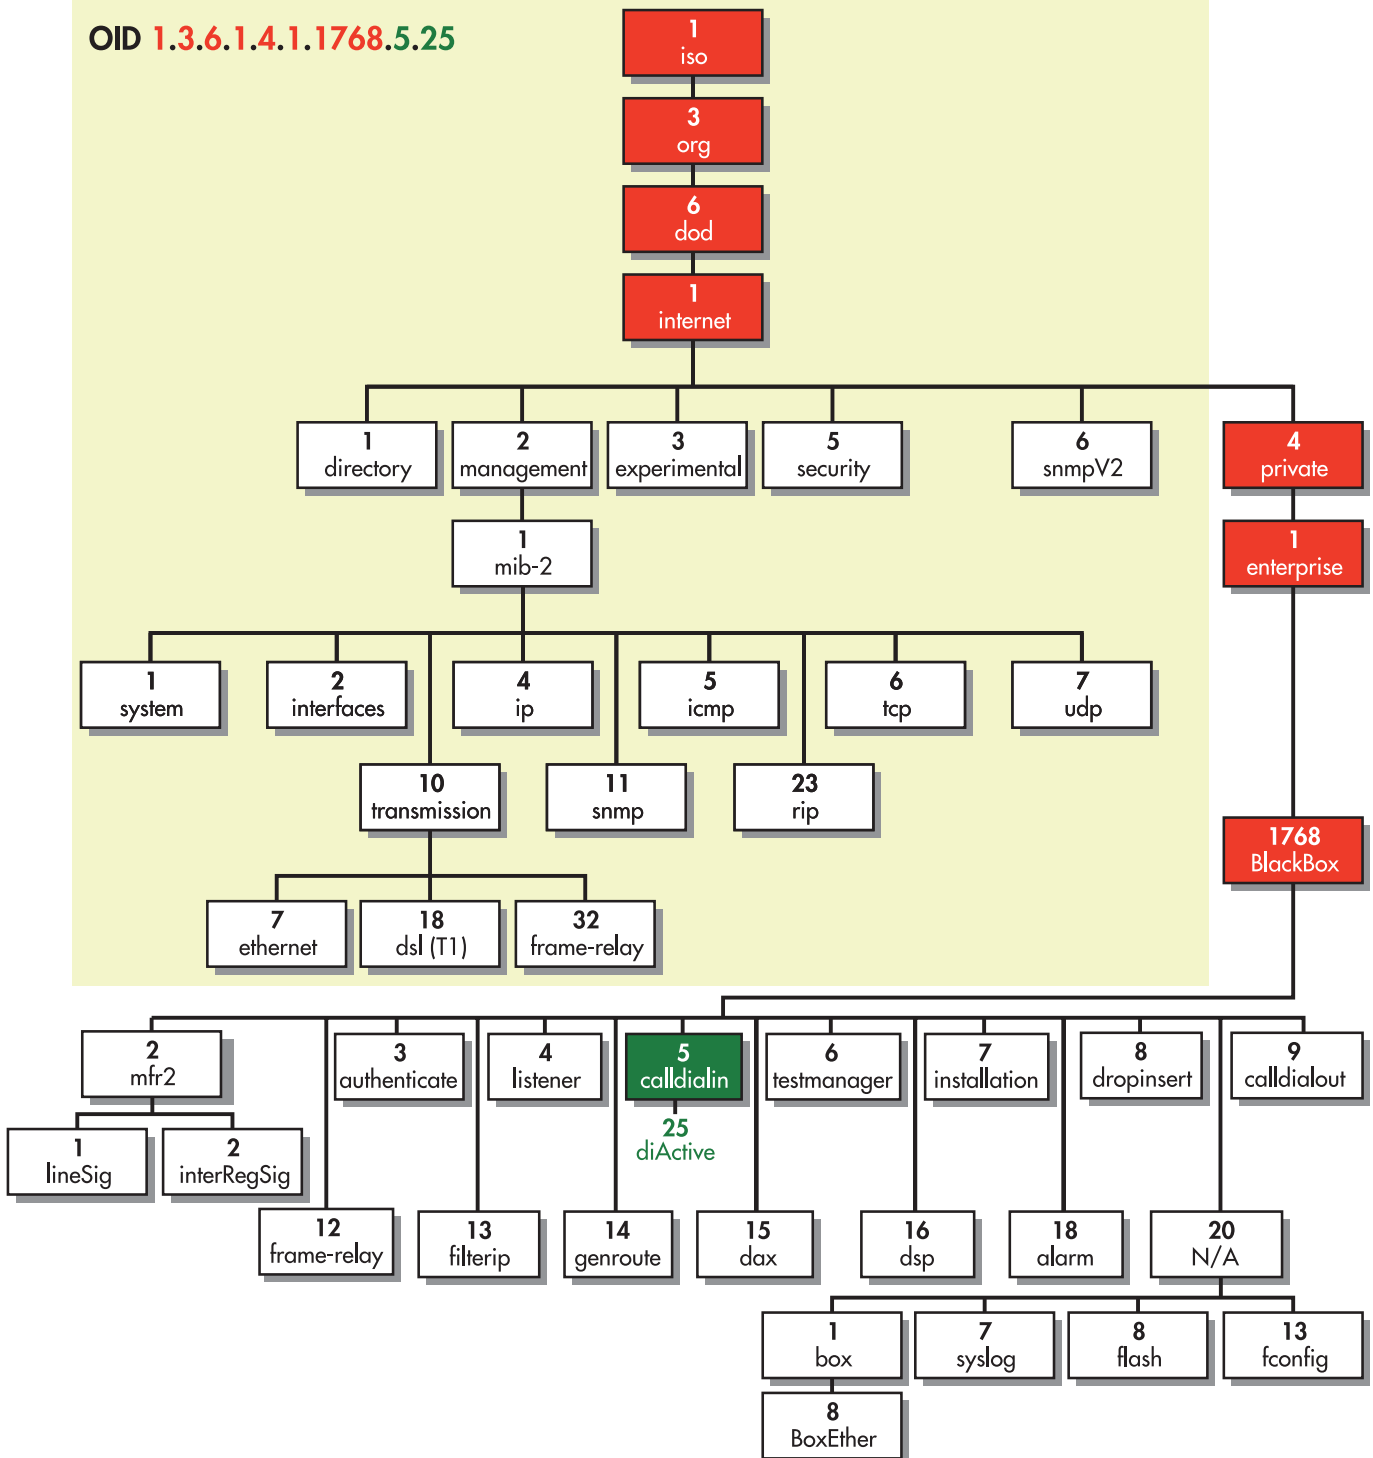 OID 1.3.6.1.4.1.1768.5.25
1
iso
3
org
6
dod
1
internet
1
directory
2
management
3
experimental
5
security
6
snmpV2
4
private
1
mib-2
1
enterprise
1
system
2
interfaces
4
ip
5
icmp
6
tcp
7
udp
10
transmission
11
snmp
23
rip
1768
BlackBox
7
ethernet
18
dsl (T1)
32
frame-relay
2
mfr2
3
authenticate
4
listener
5
calldialin
6
testmanager
7
installation
8
dropinsert
9
calldialout
25
diActive
1
lineSig
2
interRegSig
12
frame-relay
13
filterip
14
genroute
15
dax
16
dsp
18
alarm
20
N/A
1
box
7
syslog
8
flash
13
fconfig
8
BoxEther